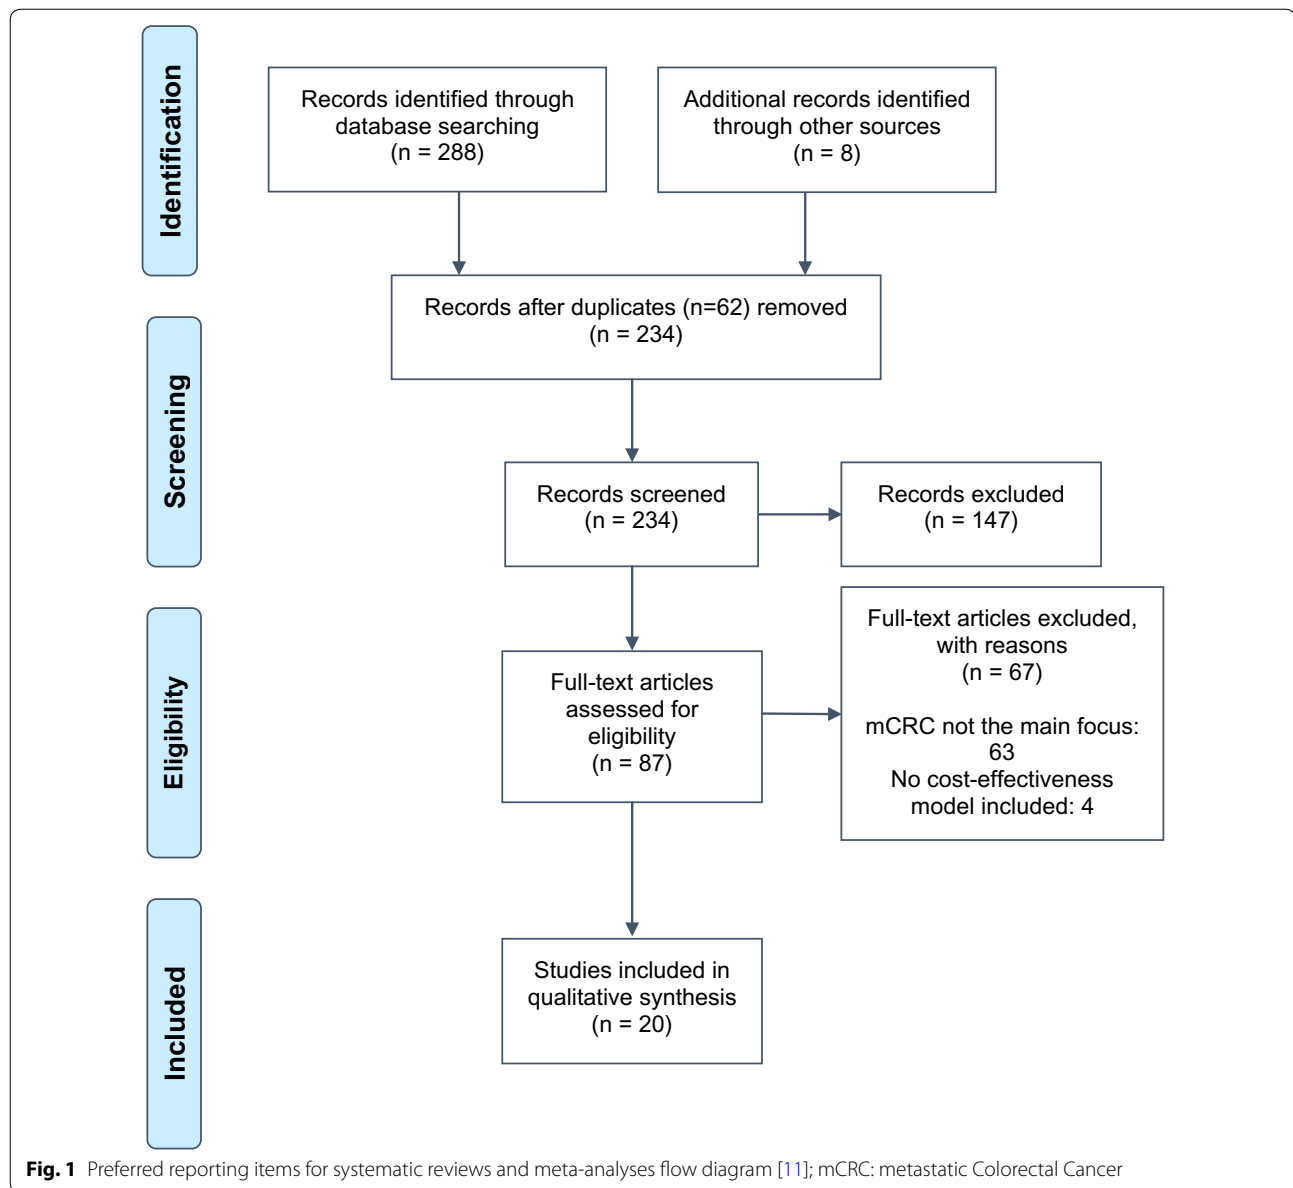 Identification
Records identified through
database searching
(n = 288)
Additional records identified
through other sources
(n = 8)
Records after duplicates (n=62) removed
(n = 234)
Screening
Records screened
(n = 234)
Records excluded
(n = 147)
Eligibility
Full-text articles
assessed for
eligibility
(n = 87)
Full-text articles excluded,
with reasons
(n = 67)
mCRC not the main focus:
63
No cost-effectiveness
model included: 4
Included
Studies included in
qualitative synthesis
(n = 20)
Fig. 1 Preferred reporting items for systematic reviews and meta-analyses flow diagram [11]; mCRC: metastatic Colorectal Cancer